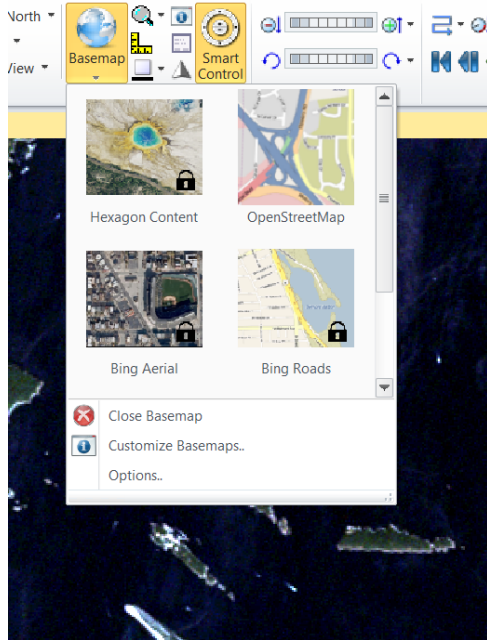 North
View
Basemap
Smart
Control
Hexagon Content
OpenStreetMap
Bing Aerial
Bing Roads
Close Basemap
Customize Basemaps..
Options..